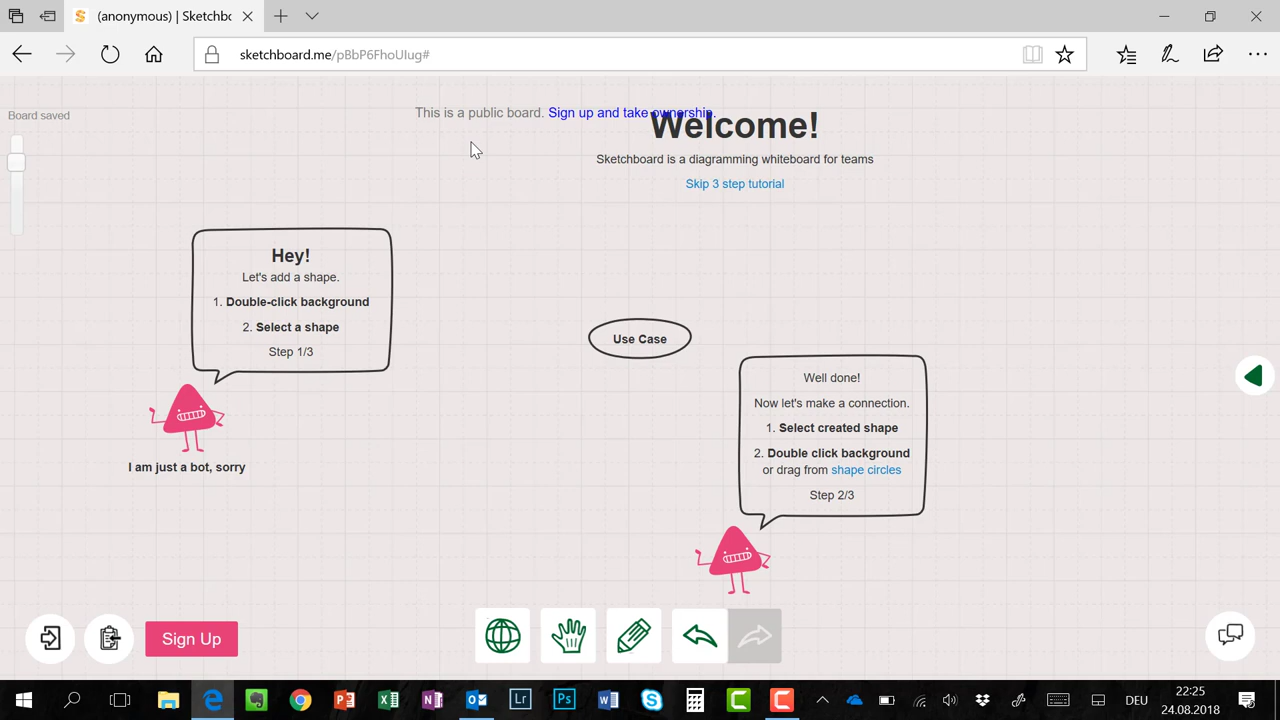 (anonymous) | Sketchbo
sketchboard.me/pBbP6FhoUIug#
Board saved
This is a public board. Sign up and take ownership.
Welcome!
Sketchboard is a diagramming whiteboard for teams
Skip 3 step tutorial
Hey!
Let's add a shape.
1. Double-click background
2. Select a shape
Step 1/3
I am just a bot, sorry
Use Case
Well done!
Now let's make a connection.
1. Select created shape
2. Double click background
or drag from shape circles
Step 2/3
Sign Up
DEU
22:25
24.08.2018